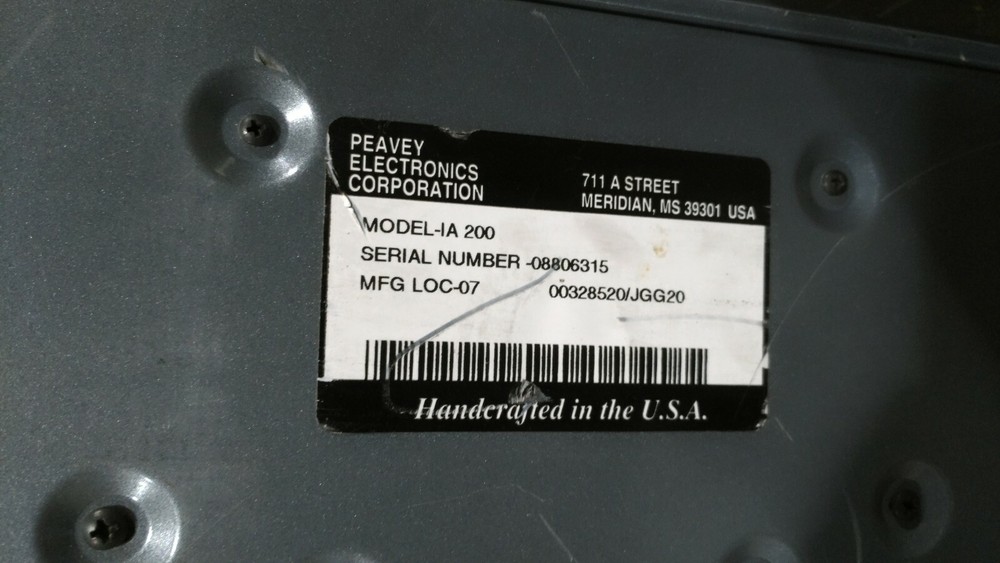 PEAVEY
ELECTRONICS
CORPORATION
711 A STREET
MERIDIAN, MS 39301 USA
MODEL-IA 200
SERIAL NUMBER -08806315
MFG LOC-07 00328520/JGG20
Handcrafted in the U.S.A.